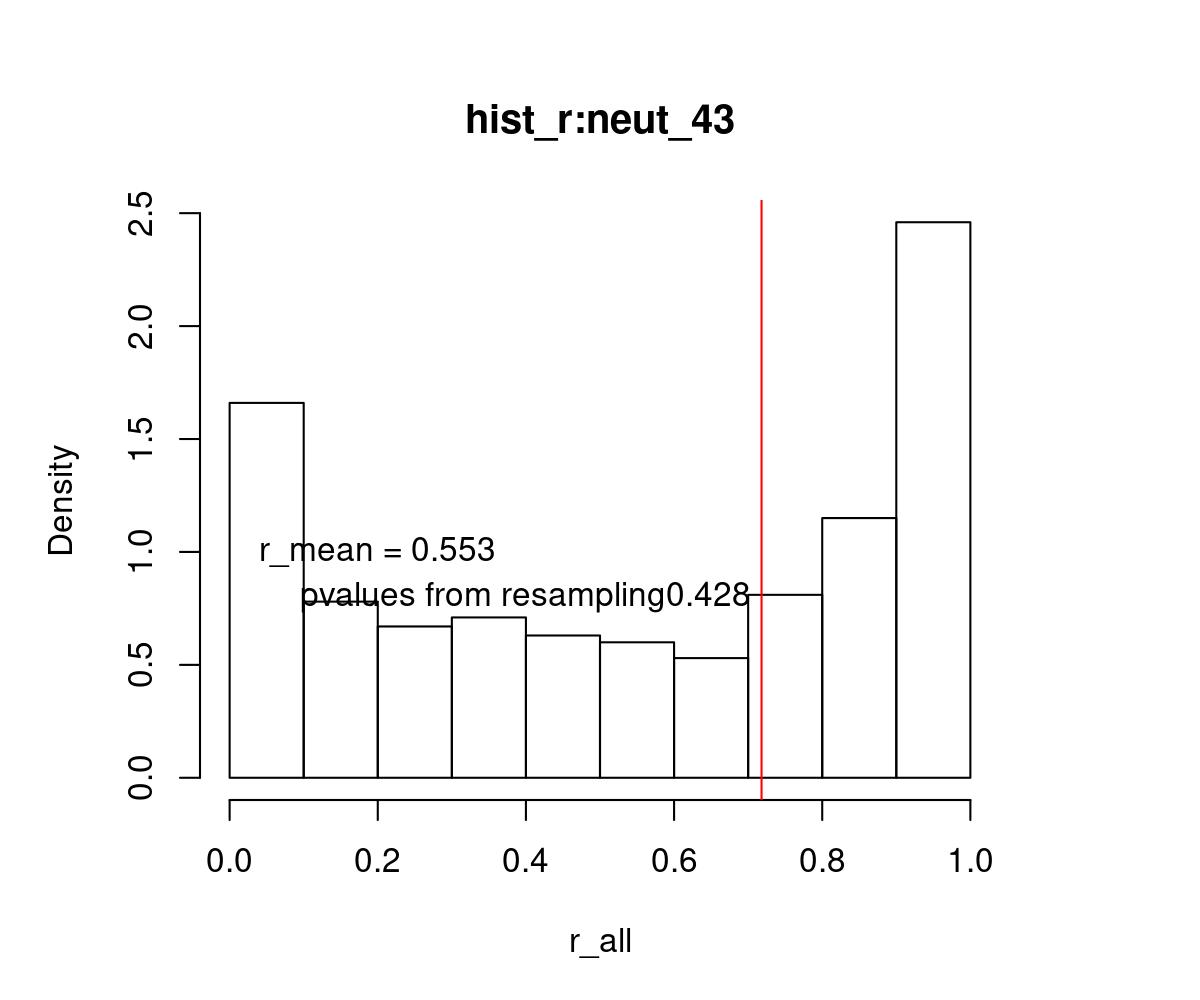 hist_r:neut_43
2.5
2.0
1.5
1.0
0.5
0.0
Density
r_mean = 0.553
pvalues from resampling0.428
0.0 0.2 0.4 0.6 0.8 1.0
r_all